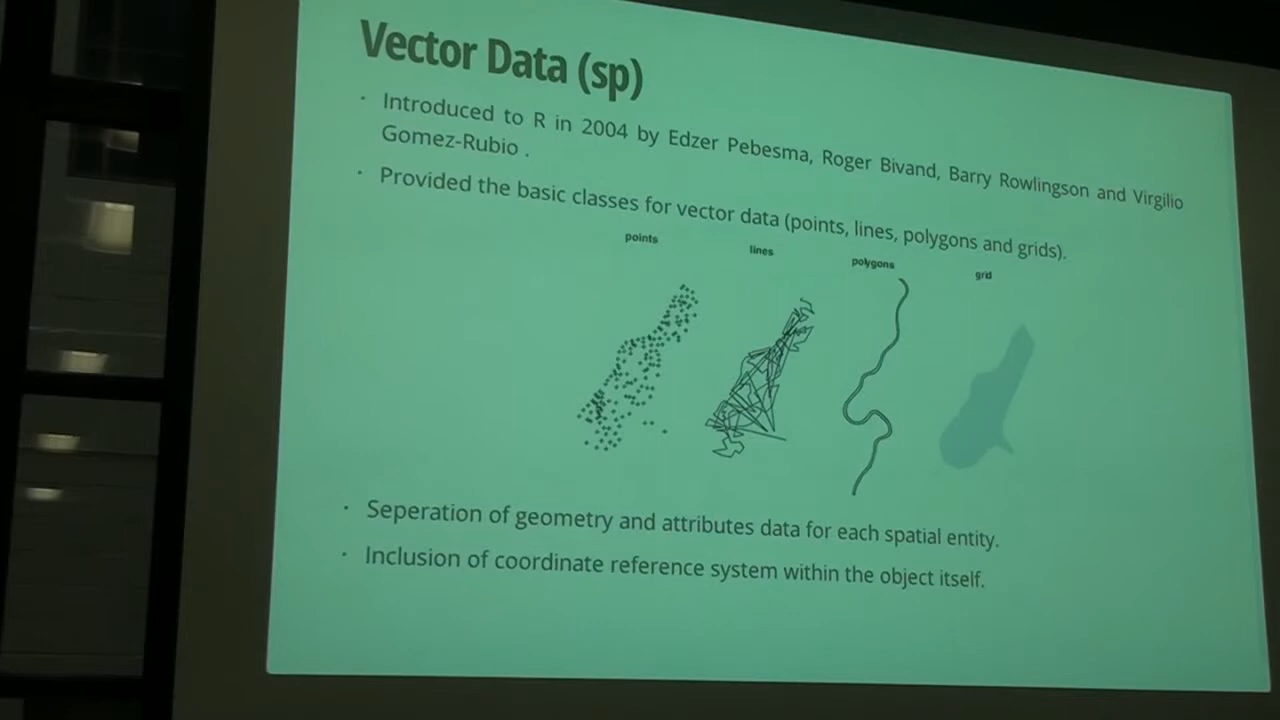 Vector Data (sp)
· Introduced to R in 2004 by Edzer Pebesma, Roger Bivand, Barry Rowlingson and Virgilio
Gomez-Rubio .
· Provided the basic classes for vector data (points, lines, polygons and grids).
points
lines
polygons
grid
· Seperation of geometry and attributes data for each spatial entity.
· Inclusion of coordinate reference system within the object itself.